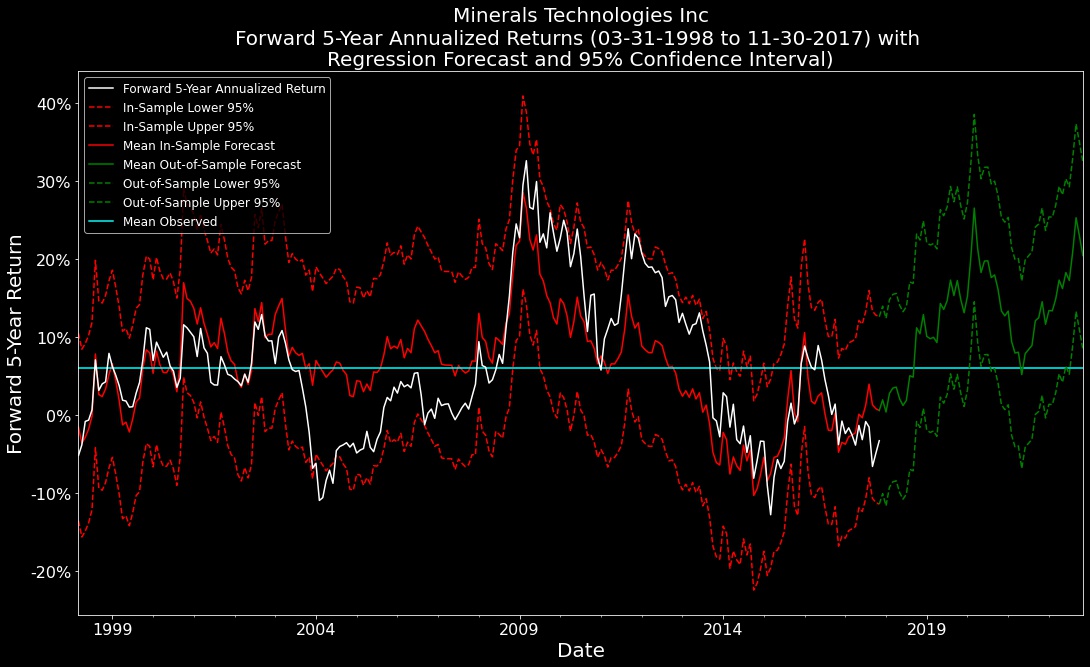 Minerals Technologies Inc
Forward 5-Year Annualized Returns (03-31-1998 to 11-30-2017) with
Regression Forecast and 95% Confidence Interval)
Forward 5-Year Annualized Return
In-Sample Lower 95%
In-Sample Upper 95%
Mean In-Sample Forecast
Mean Out-of-Sample Forecast
Out-of-Sample Lower 95%
Out-of-Sample Upper 95%
Mean Observed
Forward 5-Year Return
40%
30%
20%
10%
0%
-10%
-20%
1999 2004 2009 2014 2019
Date